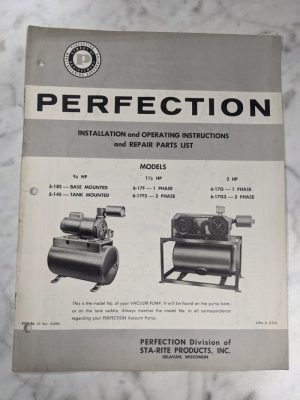 PERFECTION
INSTALLATION and OPERATING INSTRUCTIONS
and REPAIR PARTS LIST
MODELS
¾ HP 1½ HP 2 HP
5-18S — BASE MOUNTED 6-17F — 1 PHASE 6-17G — 1 PHASE
5-14S — TANK MOUNTED 6-17F3 — 3 PHASE 6-17G3 — 3 PHASE
This is the model No. of your VACUUM PUMP. It will be found on the pump base,
or on the tank saddle. Always mention the model No. in all correspondence
regarding your PERFECTION Vacuum Pump.
U.S.A.
PERFECTION Division of
STA-RITE PRODUCTS, INC.
DELAVAN, WISCONSIN